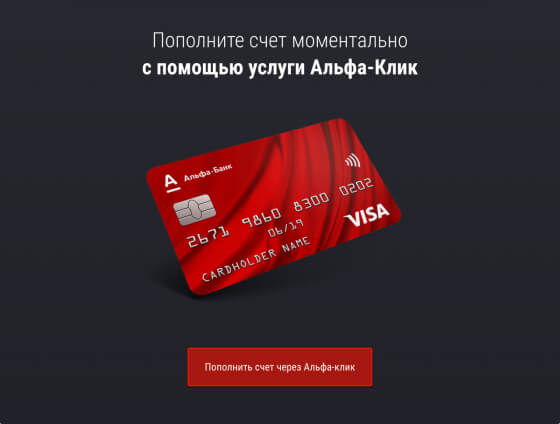 Пополните счет моментально
с помощью услуги Альфа-Клик
Альфа-Банк
2671 9860 8300 0202
06/19
VISA
CARDHOLDER NAME
Пополнить счет через Альфа-клик